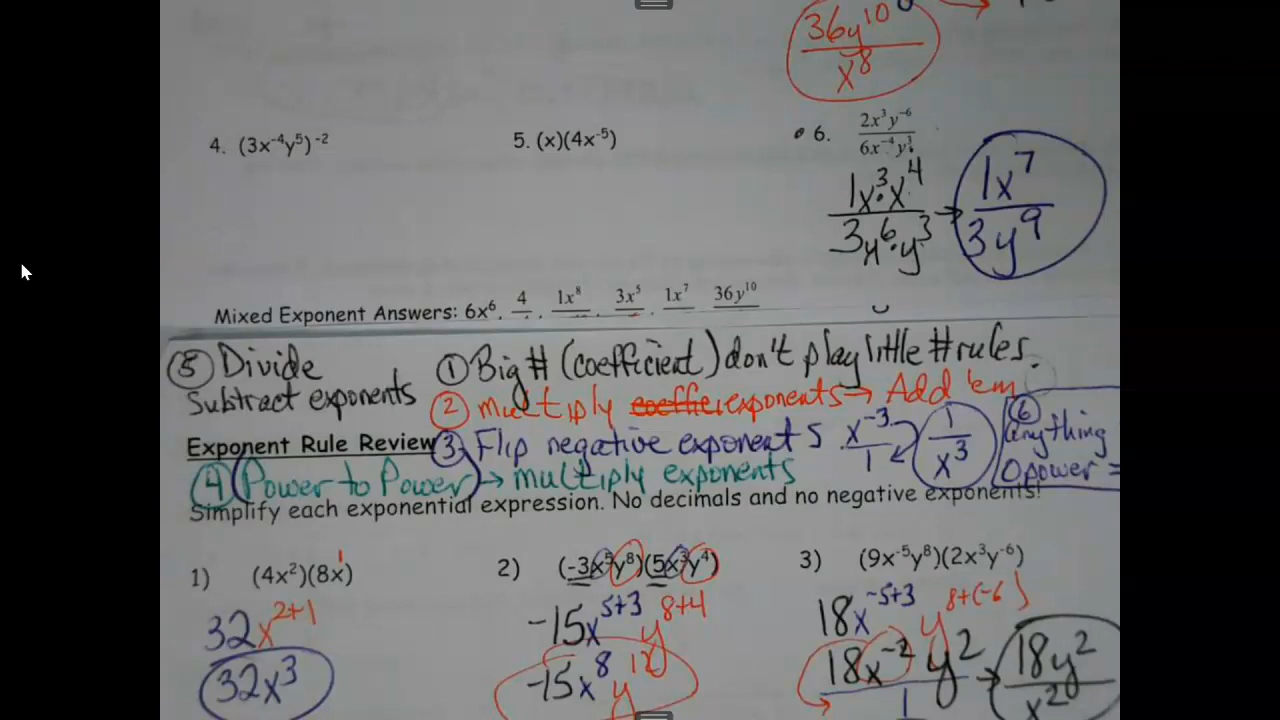 36y¹⁰
x⁸
4. (3x⁻⁴y⁵)⁻²
5. (x)(4x⁻⁵)
6. 2x³y⁻⁶
6x⁻⁴y³
1x³·x⁴
3y⁶·y³
→ 1x⁷
3y⁹
Mixed Exponent Answers: 6x⁶, 4, 1x⁸, 3x⁵, 1x⁷, 36y¹⁰
⑤ Divide
Subtract exponents
① Big # (coefficient) don't play little # rules.
② multiply exponents → Add 'em
Exponent Rule Review
③ Flip negative exponents x⁻³/1 1/x³
④ (Power to Power) → multiply exponents
⑥ Anything
0 power =
Simplify each exponential expression. No decimals and no negative exponents!
1) (4x²)(8x¹)
32x²⁺¹
32x³
2) (-3x⁵y⁸)(5x³y⁴)
-15x⁵⁺³ y⁸⁺⁴
-15x⁸ y¹²
3) (9x⁻⁵y⁸)(2x³y⁻⁶)
18x⁻⁵⁺³ y⁸⁺⁽⁻⁶⁾
18x⁻² y² → 18y²
1 x²